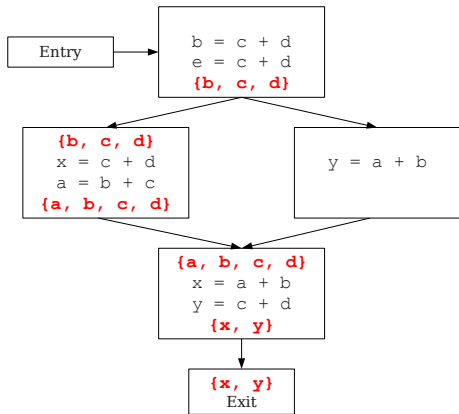 Entry
b = c + d
e = c + d
{b, c, d}
{b, c, d}
x = c + d
a = b + c
{a, b, c, d}
y = a + b
{a, b, c, d}
x = a + b
y = c + d
{x, y}
{x, y}
Exit